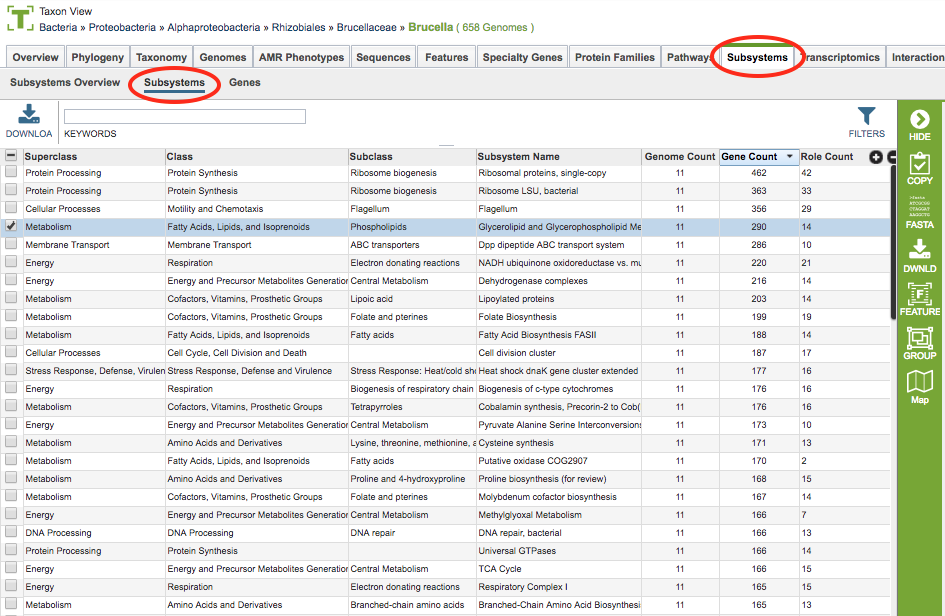 Taxon View
Bacteria » Proteobacteria » Alphaproteobacteria » Rhizobiales » Brucellaceae » Brucella ( 658 Genomes )
Overview Phylogeny Taxonomy Genomes AMR Phenotypes Sequences Features Specialty Genes Protein Families Pathways Subsystems Transcriptomics Interaction
Subsystems Overview Subsystems Genes
DOWNLOA KEYWORDS FILTERS
HIDE
COPY
FASTA
DWNLD
FEATURE
GROUP
Map
Superclass Class Subclass Subsystem Name Genome Count Gene Count Role Count
Protein Processing Protein Synthesis Ribosome biogenesis Ribosomal proteins, single-copy 11 462 42
Protein Processing Protein Synthesis Ribosome biogenesis Ribosome LSU, bacterial 11 363 33
Cellular Processes Motility and Chemotaxis Flagellum Flagellum 11 356 29
Metabolism Fatty Acids, Lipids, and Isoprenoids Phospholipids Glycerolipid and Glycerophospholipid Me 11 290 14
Membrane Transport Membrane Transport ABC transporters Dpp dipeptide ABC transport system 11 286 10
Energy Respiration Electron donating reactions NADH ubiquinone oxidoreductase vs. mu 11 220 21
Energy Energy and Precursor Metabolites Generation Central Metabolism Dehydrogenase complexes 11 216 14
Metabolism Cofactors, Vitamins, Prosthetic Groups Lipoic acid Lipoylated proteins 11 203 14
Metabolism Cofactors, Vitamins, Prosthetic Groups Folate and pterines Folate Biosynthesis 11 199 19
Metabolism Fatty Acids, Lipids, and Isoprenoids Fatty acids Fatty Acid Biosynthesis FASII 11 188 14
Cellular Processes Cell Cycle, Cell Division and Death Cell division cluster 11 187 17
Stress Response, Defense, Virulen Stress Response, Defense and Virulence Stress Response: Heat/cold sh Heat shock dnaK gene cluster extended 11 177 16
Energy Respiration Biogenesis of respiratory chain Biogenesis of c-type cytochromes 11 176 16
Metabolism Cofactors, Vitamins, Prosthetic Groups Tetrapyrroles Cobalamin synthesis, Precorin-2 to Cob( 11 176 16
Energy Energy and Precursor Metabolites Generation Central Metabolism Pyruvate Alanine Serine Interconversions 11 173 10
Metabolism Amino Acids and Derivatives Lysine, threonine, methionine, a Cysteine synthesis 11 171 13
Metabolism Fatty Acids, Lipids, and Isoprenoids Fatty acids Putative oxidase COG2907 11 170 2
Metabolism Amino Acids and Derivatives Proline and 4-hydroxyproline Proline biosynthesis (for review) 11 168 15
Metabolism Cofactors, Vitamins, Prosthetic Groups Folate and pterines Molybdenum cofactor biosynthesis 11 167 14
Energy Energy and Precursor Metabolites Generation Central Metabolism Methylglyoxal Metabolism 11 166 7
DNA Processing DNA Processing DNA repair DNA repair, bacterial 11 166 13
Protein Processing Protein Synthesis Universal GTPases 11 166 14
Energy Energy and Precursor Metabolites Generation Central Metabolism TCA Cycle 11 166 15
Energy Respiration Electron donating reactions Respiratory Complex I 11 165 15
Metabolism Amino Acids and Derivatives Branched-chain amino acids Branched-Chain Amino Acid Biosynthesis 11 165 13